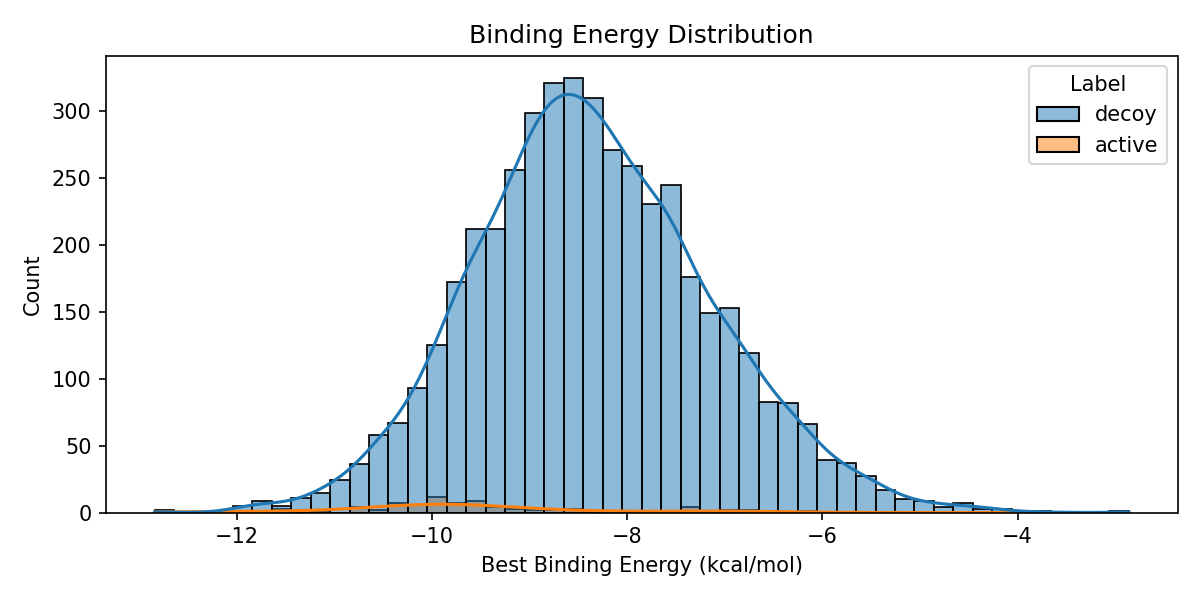 Binding Energy Distribution
Label
decoy
active
Count
300
250
200
150
100
50
0
−12 −10 −8 −6 −4
Best Binding Energy (kcal/mol)